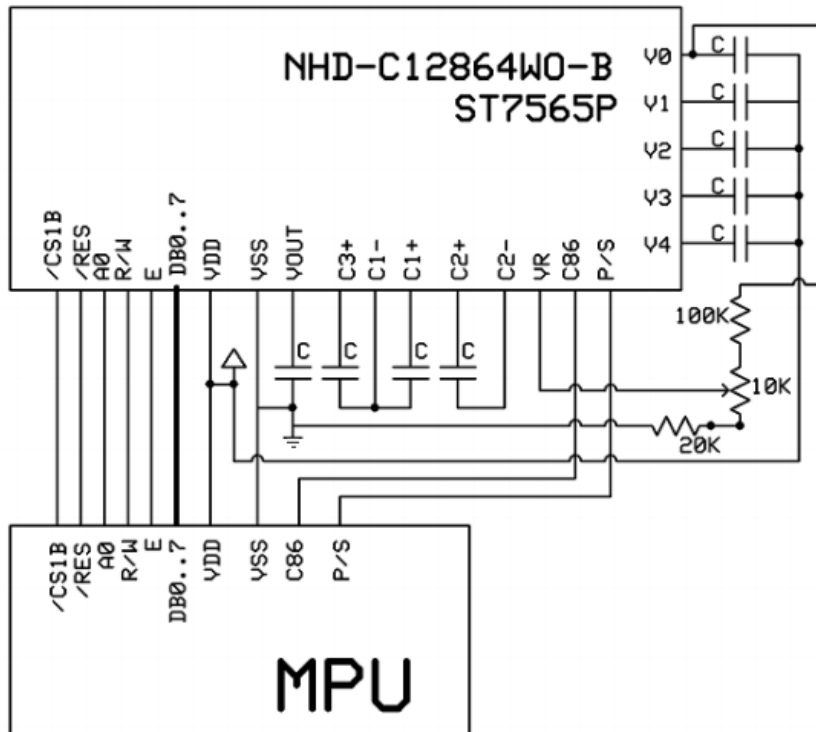 NHD-C12864WO-B
ST7565P
V0
V1
V2
V3
V4
C
C
C
C
C
/CS1B
/RES
A0
R/W
E
DB0..7
VDD
VSS
VOUT
C3+
C1-
C1+
C2+
C2-
VR
C86
P/S
C
C
C
C
100K
10K
20K
/CS1B
/RES
A0
R/W
E
DB0..7
VDD
VSS
C86
P/S
MPU